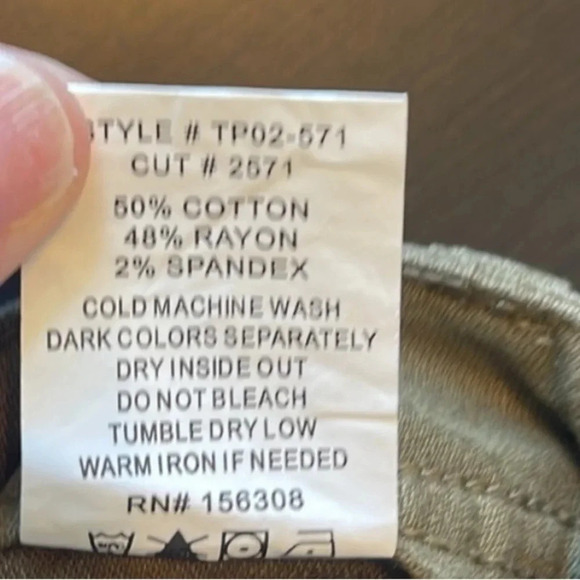 STYLE # TP02-571
CUT # 2571
50% COTTON
48% RAYON
2% SPANDEX
COLD MACHINE WASH
DARK COLORS SEPARATELY
DRY INSIDE OUT
DO NOT BLEACH
TUMBLE DRY LOW
WARM IRON IF NEEDED
RN# 156308